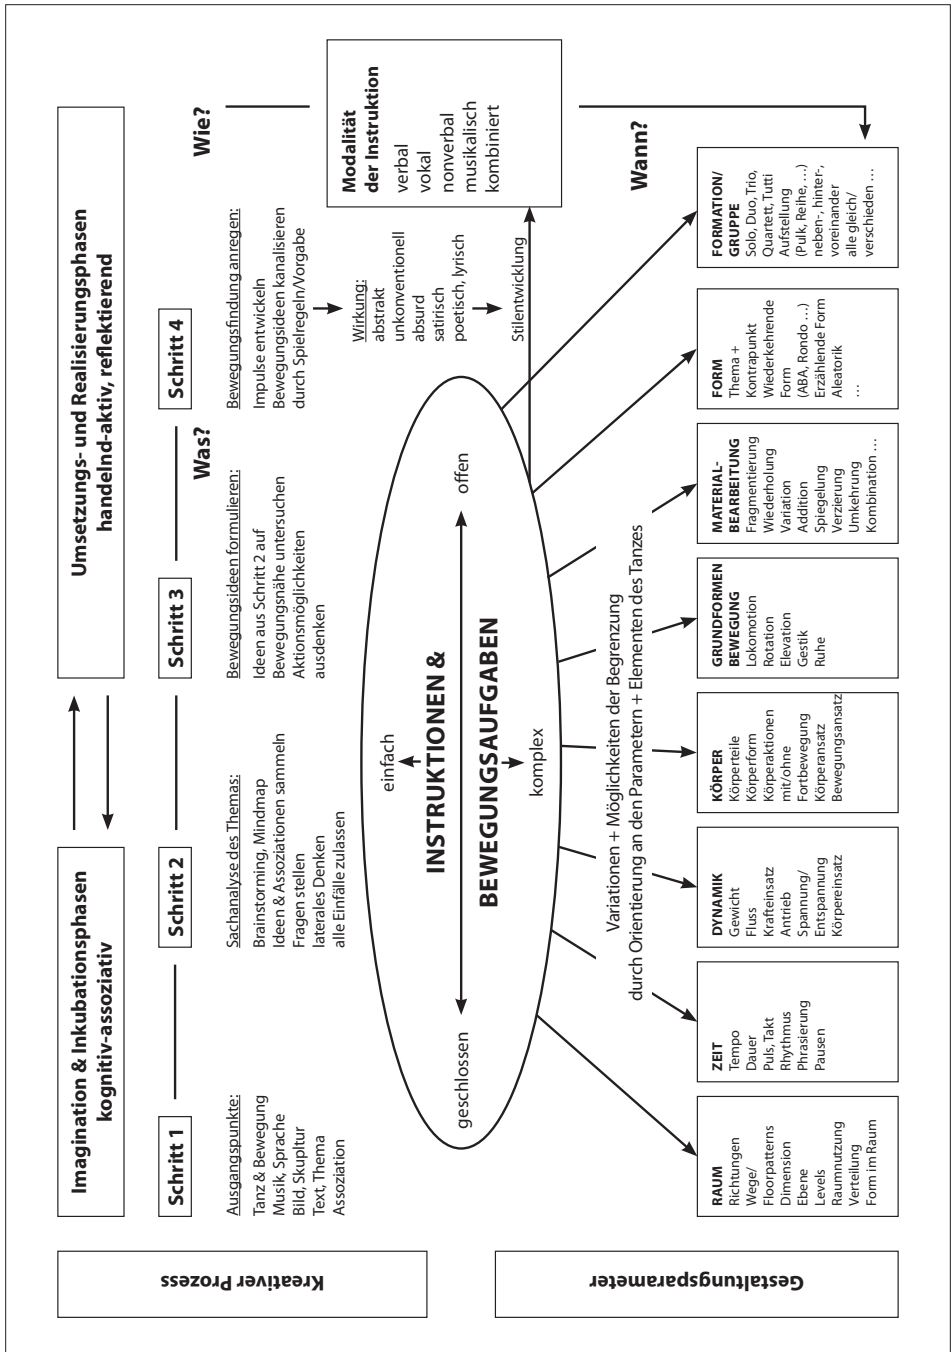 Kreativer Prozess
Imagination & Inkubationsphasen
kognitiv-assoziativ
Umsetzungs- und Realisierungsphasen
handelnd-aktiv, reflektierend
Schritt 1
Schritt 2
Schritt 3
Schritt 4
Was?
Wie?
Ausgangspunkte:
Tanz & Bewegung
Musik, Sprache
Bild, Skupltur
Text, Thema
Assoziation
Sachanalyse des Themas:
Brainstorming, Mindmap
Ideen & Assoziationen sammeln
Fragen stellen
laterales Denken
alle Einfälle zulassen
Bewegungsideen formulieren:
Ideen aus Schritt 2 auf
Bewegungsnähe untersuchen
Aktionsmöglichkeiten
ausdenken
Bewegungsfindung anregen:
Impulse entwickeln
Bewegungsideen kanalisieren
durch Spielregeln/Vorgabe
Wirkung:
abstrakt
unkonventionell
absurd
satirisch
poetisch, lyrisch
Stilentwicklung
Modalität
der Instruktion
verbal
vokal
nonverbal
musikalisch
kombiniert
einfach
INSTRUKTIONEN &
geschlossen
offen
BEWEGUNGSAUFGABEN
komplex
Wann?
Variationen + Möglichkeiten der Begrenzung
durch Orientierung an den Parametern + Elementen des Tanzes
Gestaltungsparameter
RAUM
Richtungen
Wege/
Floorpatterns
Dimension
Ebene
Levels
Raumnutzung
Verteilung
Form im Raum
ZEIT
Tempo
Dauer
Puls, Takt
Rhythmus
Phrasierung
Pausen
DYNAMIK
Gewicht
Fluss
Krafteinsatz
Antrieb
Spannung/
Entspannung
Körpereinsatz
KÖRPER
Körperteile
Körperform
Körperaktionen
mit/ohne
Fortbewegung
Körperansatz
Bewegungsansatz
GRUNDFORMEN
BEWEGUNG
Lokomotion
Rotation
Elevation
Gestik
Ruhe
MATERIAL-
BEARBEITUNG
Fragmentierung
Wiederholung
Variation
Addition
Spiegelung
Verzierung
Umkehrung
Kombination …
FORM
Thema +
Kontrapunkt
Wiederkehrende
Form
(ABA, Rondo …)
Erzählende Form
Aleatorik
…
FORMATION/
GRUPPE
Solo, Duo, Trio,
Quartett, Tutti
Aufstellung
(Pulk, Reihe, …)
neben-, hinter-,
voreinander
alle gleich/
verschieden …